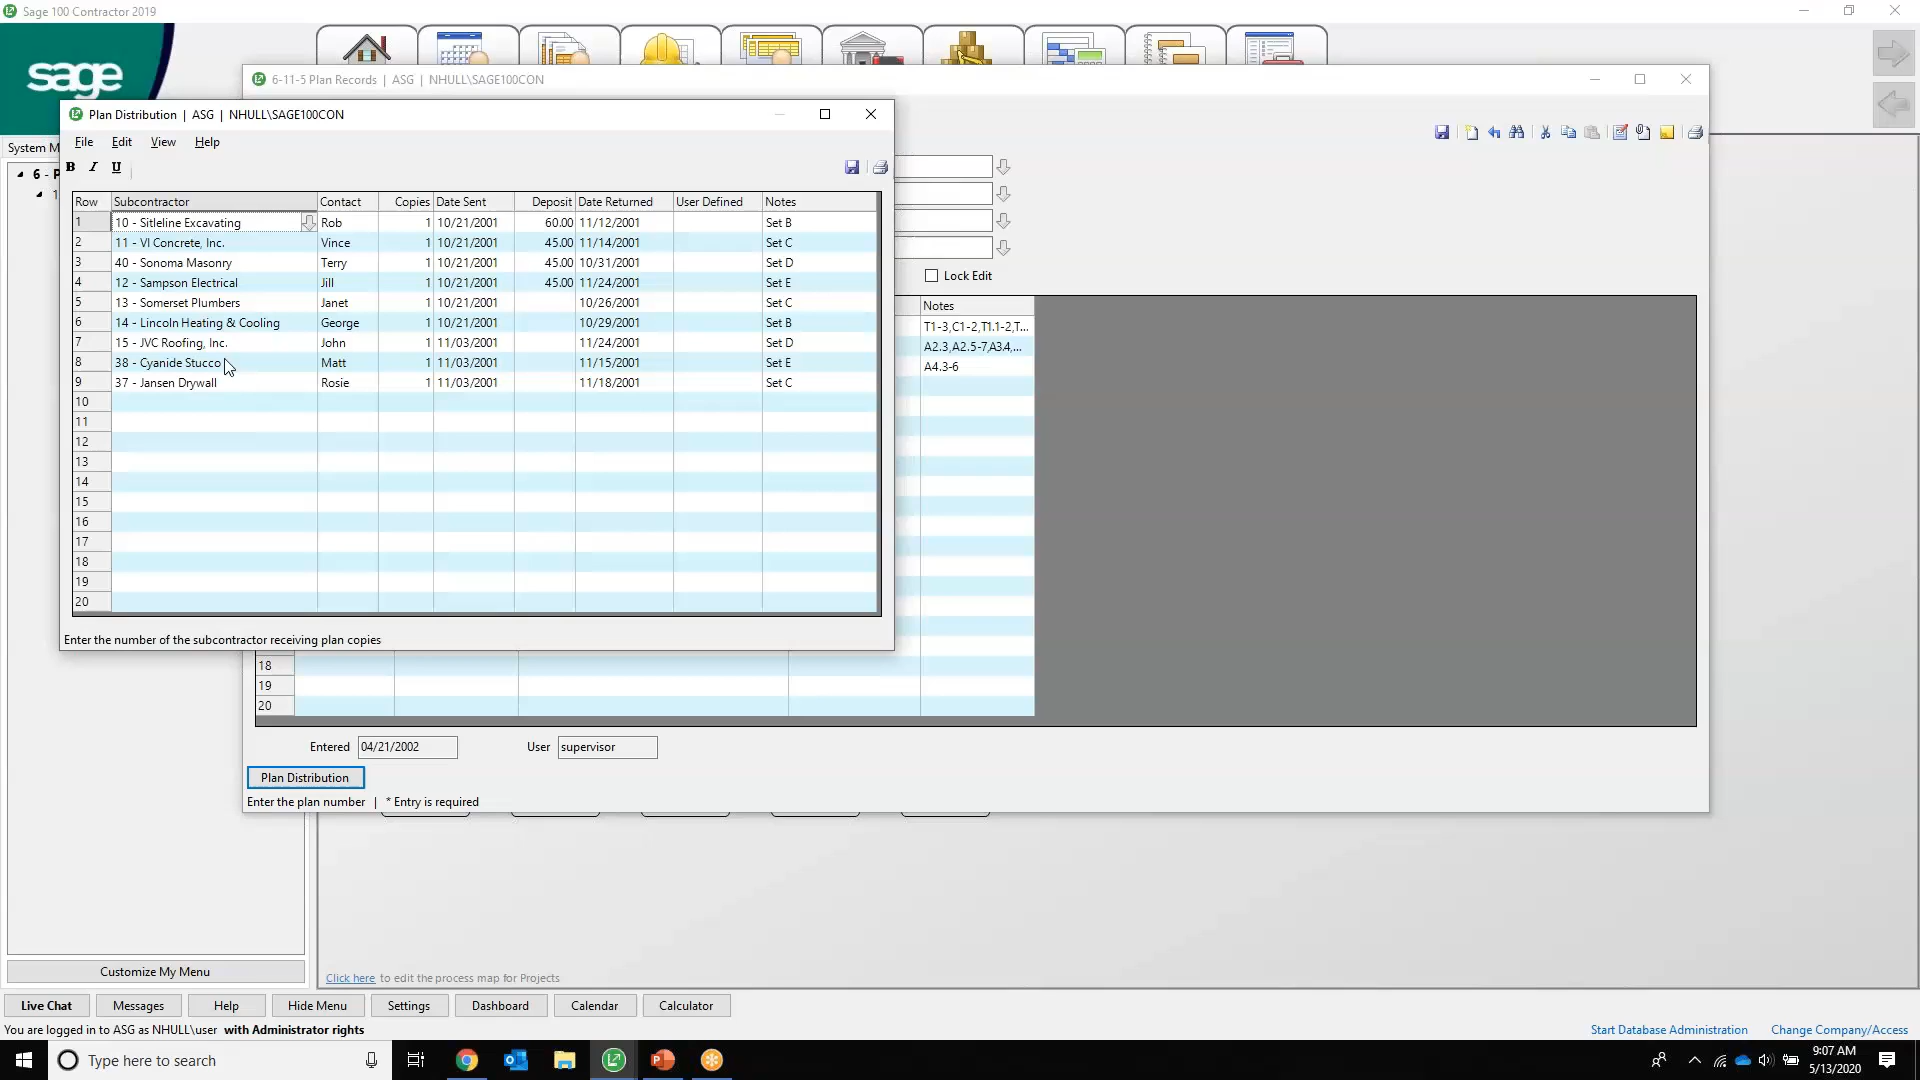 Sage 100 Contractor 2019
sage
6-11-5 Plan Records | ASG | NHULL\SAGE100CON
Plan Distribution | ASG | NHULL\SAGE100CON
File Edit View Help
System M
6 - P
1
B I U
Lock Edit
Row Subcontractor Contact Copies Date Sent Deposit Date Returned User Defined Notes
1 10 - Sitleline Excavating Rob 1 10/21/2001 60.00 11/12/2001 Set B
2 11 - VI Concrete, Inc. Vince 1 10/21/2001 45.00 11/14/2001 Set C
3 40 - Sonoma Masonry Terry 1 10/21/2001 45.00 10/31/2001 Set D
4 12 - Sampson Electrical Jill 1 10/21/2001 45.00 11/24/2001 Set E
5 13 - Somerset Plumbers Janet 1 10/21/2001 10/26/2001 Set C
6 14 - Lincoln Heating & Cooling George 1 10/21/2001 10/29/2001 Set B
7 15 - JVC Roofing, Inc. John 1 11/03/2001 11/24/2001 Set D
8 38 - Cyanide Stucco Matt 1 11/03/2001 11/15/2001 Set E
9 37 - Jansen Drywall Rosie 1 11/03/2001 11/18/2001 Set C
10
11
12
13
14
15
16
17
18
19
20
Enter the number of the subcontractor receiving plan copies
Notes
T1-3,C1-2,T1.1-2,T...
A2.3,A2.5-7,A3.4,...
A4.3-6
18
19
20
Entered 04/21/2002 User supervisor
Plan Distribution
Enter the plan number | * Entry is required
Customize My Menu
Click here to edit the process map for Projects
Live Chat Messages Help Hide Menu Settings Dashboard Calendar Calculator
You are logged in to ASG as NHULL\user with Administrator rights
Start Database Administration Change Company/Access
Type here to search
9:07 AM
5/13/2020